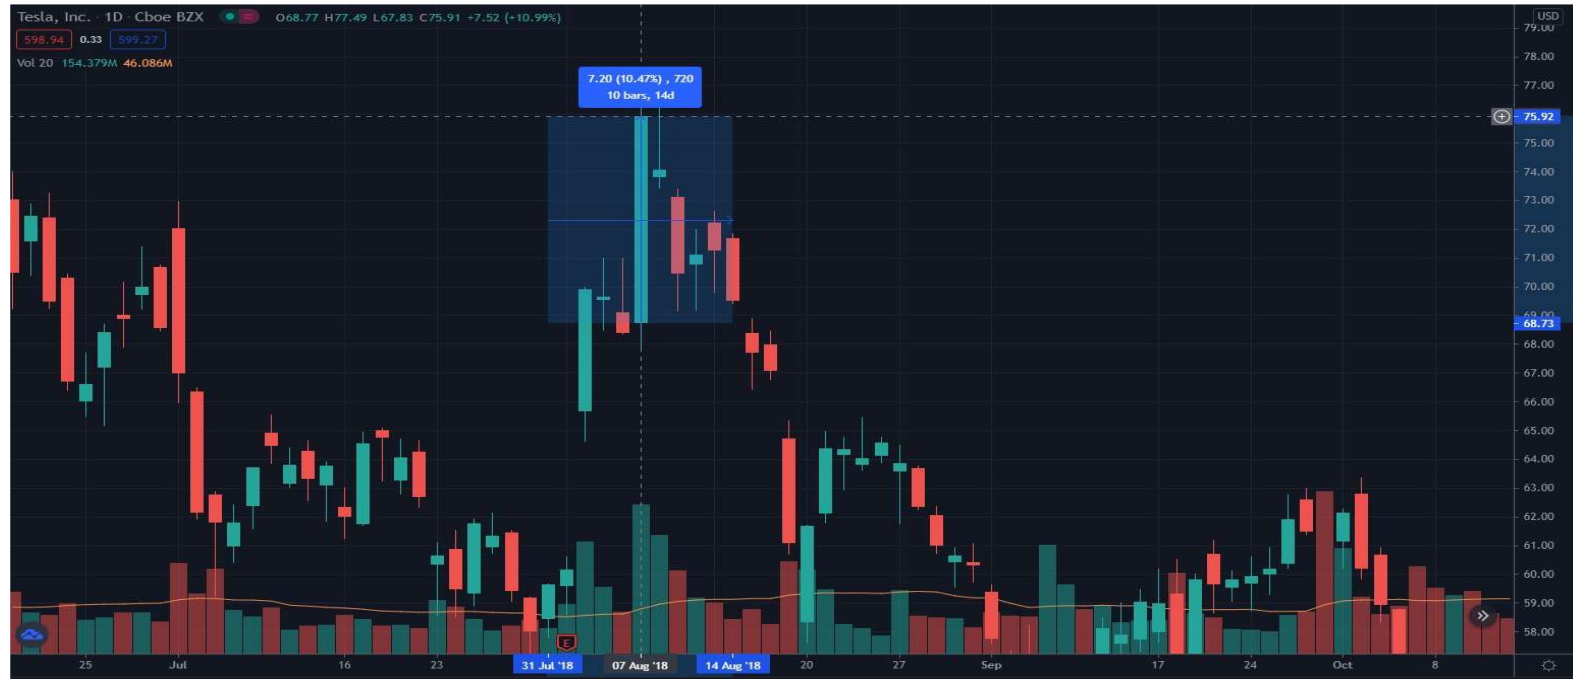 Tesla, Inc. · 1D · Cboe BZX O68.77 H77.49 L67.83 C75.91 +7.52 (+10.99%)
USD
598.94 0.33 599.27
Vol 20 154.379M 46.086M
7.20 (10.47%) , 720
10 bars, 14d
79.00
78.00
77.00
75.92
75.00
74.00
73.00
72.00
71.00
70.00
69.00
68.73
68.00
67.00
66.00
65.00
64.00
63.00
62.00
61.00
60.00
59.00
58.00
E
25 Jul 16 23 31 Jul '18 07 Aug '18 14 Aug '18 20 27 Sep 17 24 Oct 8